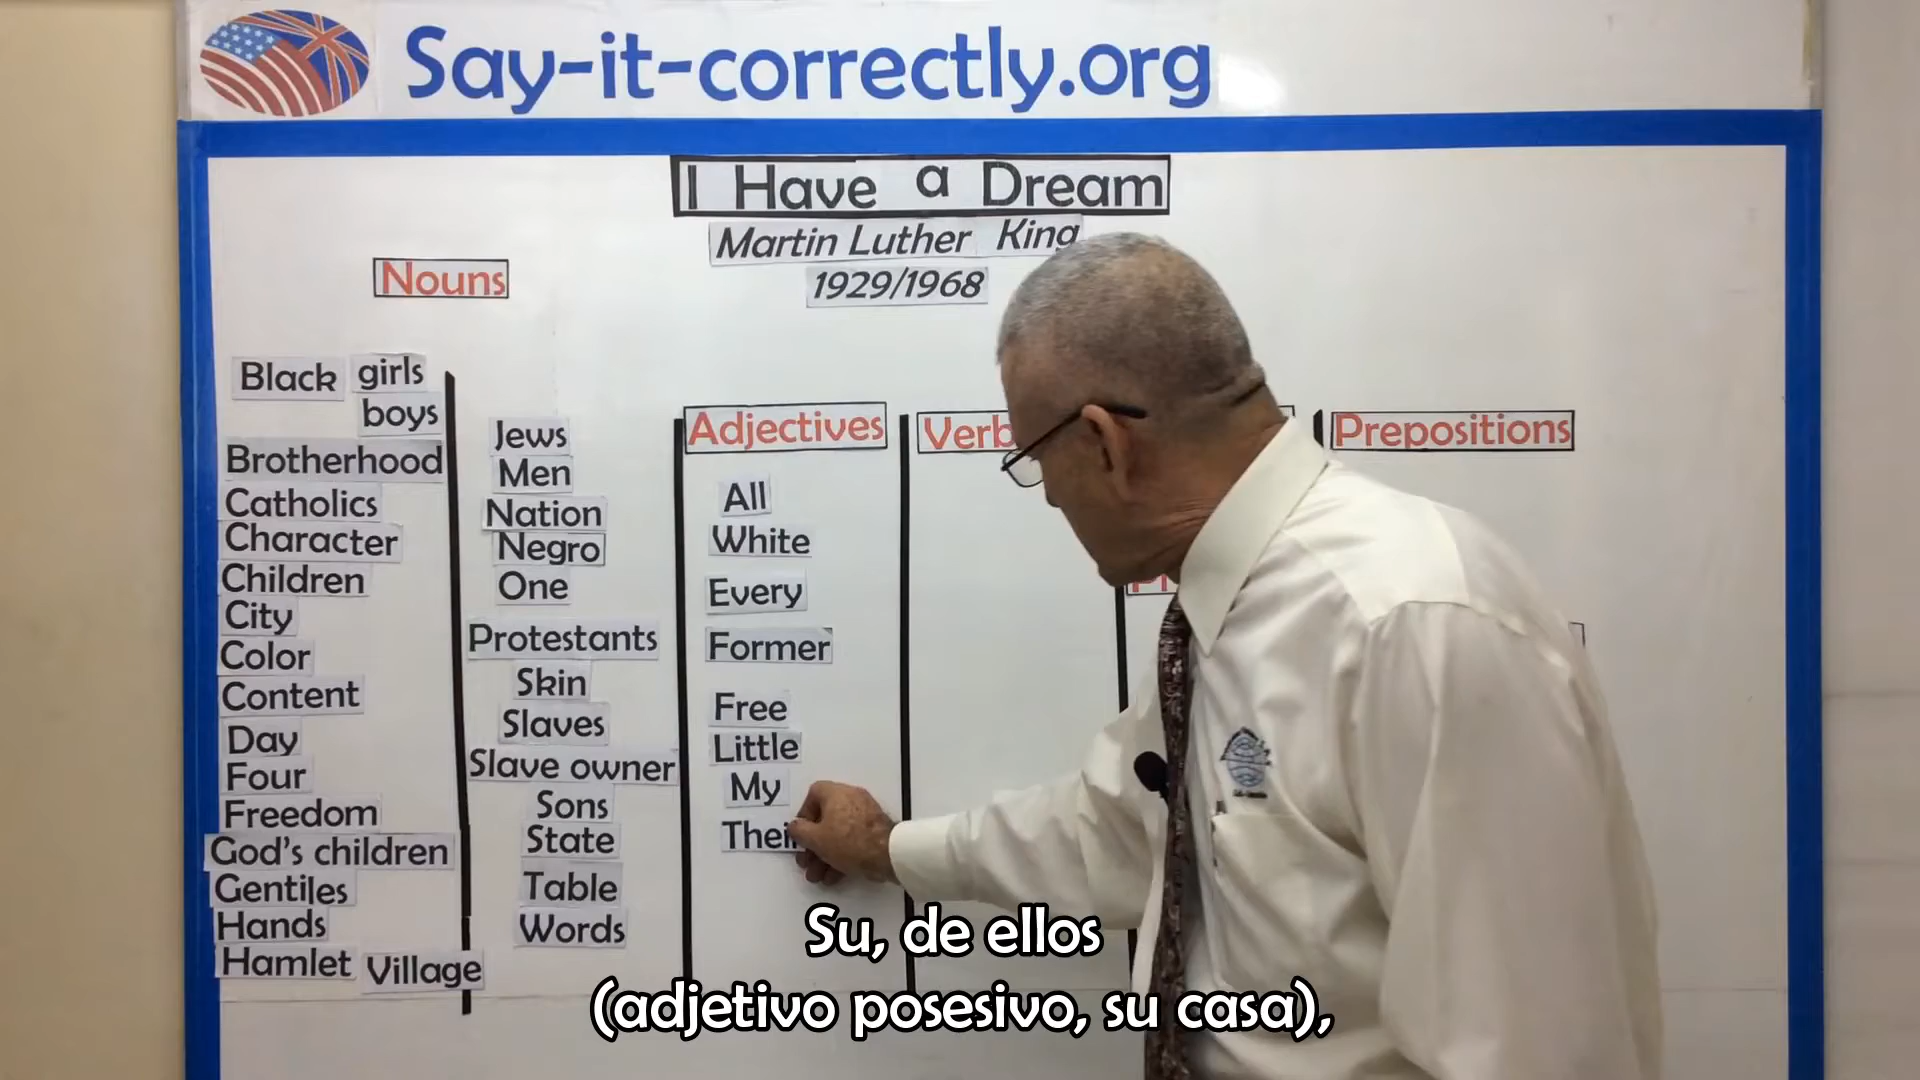 Say-it-correctly.org
I Have a Dream
Martin Luther King
1929/1968
Nouns
Black girls
boys
Brotherhood
Catholics
Character
Children
City
Color
Content
Day
Four
Freedom
God's children
Gentiles
Hands
Hamlet Village
Jews
Men
Nation
Negro
One
Protestants
Skin
Slaves
Slave owner
Sons
State
Table
Words
Adjectives
All
White
Every
Former
Free
Little
My
Thei
Verb
Prepositions
Su, de ellos
(adjetivo posesivo, su casa),